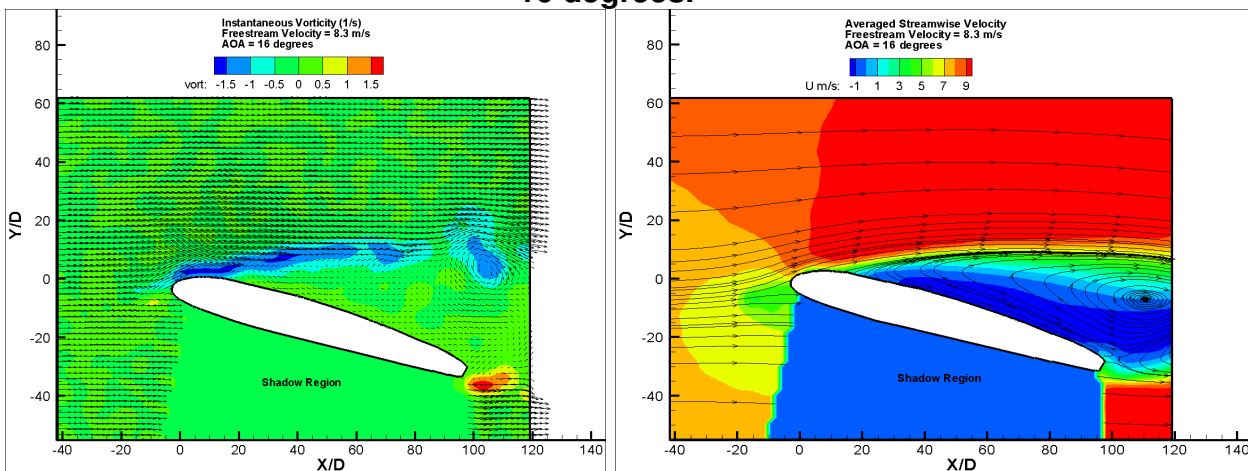 16 degrees.
Instantaneous Vorticity (1/s)
Freestream Velocity = 8.3 m/s
AOA = 16 degrees
vort: -1.5 -1 -0.5 0 0.5 1 1.5
Y/D
80
60
40
20
0
-20
-40
Shadow Region
-40 -20 0 20 40 60 80 100 120 140
X/D
Averaged Streamwise Velocity
Freestream Velocity = 8.3 m/s
AOA = 16 degrees
U m/s: -1 1 3 5 7 9
Y/D
80
60
40
20
0
-20
-40
Shadow Region
-40 -20 0 20 40 60 80 100 120 140
X/D